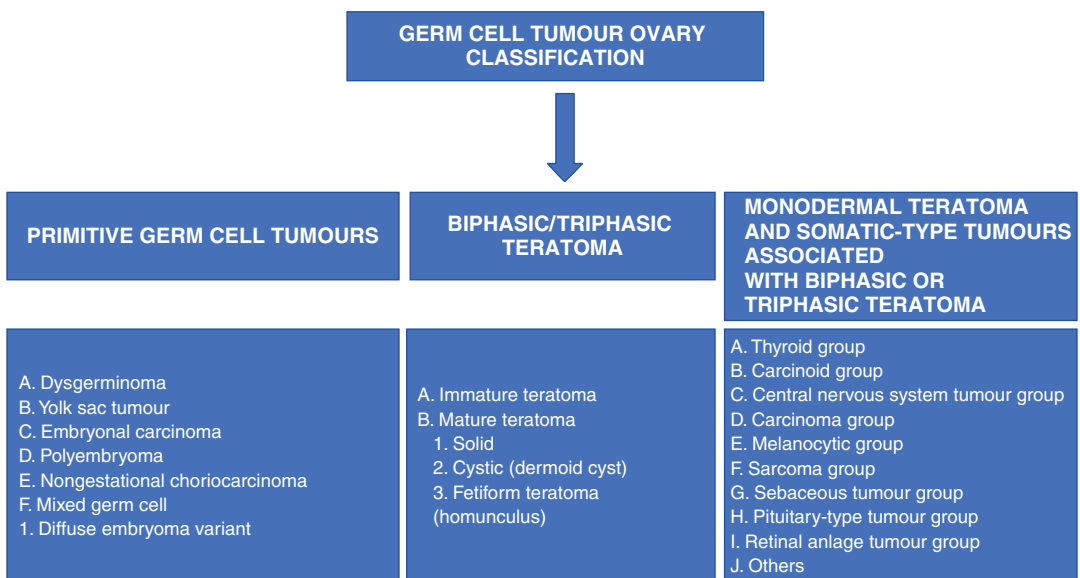 GERM CELL TUMOUR OVARY
CLASSIFICATION
PRIMITIVE GERM CELL TUMOURS
A. Dysgerminoma
B. Yolk sac tumour
C. Embryonal carcinoma
D. Polyembryoma
E. Nongestational choriocarcinoma
F. Mixed germ cell
1. Diffuse embryoma variant
BIPHASIC/TRIPHASIC
TERATOMA
A. Immature teratoma
B. Mature teratoma
1. Solid
2. Cystic (dermoid cyst)
3. Fetiform teratoma
(homunculus)
MONODERMAL TERATOMA
AND SOMATIC-TYPE TUMOURS
ASSOCIATED
WITH BIPHASIC OR
TRIPHASIC TERATOMA
A. Thyroid group
B. Carcinoid group
C. Central nervous system tumour group
D. Carcinoma group
E. Melanocytic group
F. Sarcoma group
G. Sebaceous tumour group
H. Pituitary-type tumour group
I. Retinal anlage tumour group
J. Others